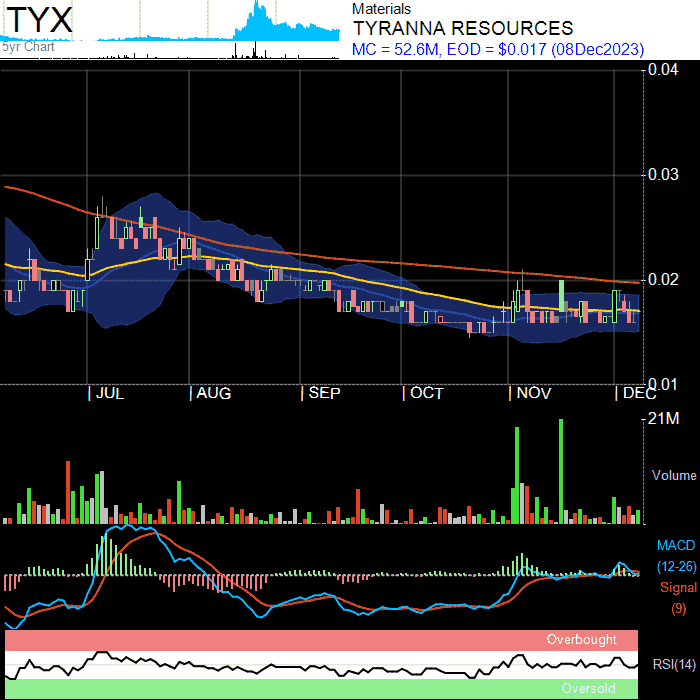 TYX
5yr Chart
Materials
TYRANNA RESOURCES
MC = 52.6M, EOD = $0.017 (08Dec2023)
0.04
0.03
0.02
0.01
JUL
AUG
SEP
OCT
NOV
DEC
21M
Volume
MACD
(12-26)
Signal
(9)
Overbought
RSI(14)
Oversold